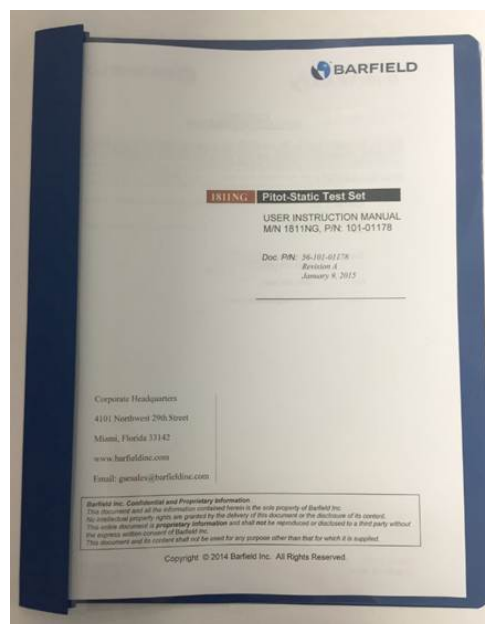 BARFIELD
1811NG Pitot-Static Test Set
USER INSTRUCTION MANUAL
M/N 1811NG, P/N: 101-01178
Doc. P/N: 56-101-01178
Revision A
January 9, 2015
Corporate Headquarters
4101 Northwest 29th Street
Miami, Florida 33142
www.barfieldinc.com
Email: gsesales@barfieldinc.com
Barfield Inc. Confidential and Proprietary Information
This document and all the information contained herein is the sole property of Barfield Inc.
No intellectual property rights are granted by the delivery of this document or the disclosure of its content.
This entire document is proprietary information and shall not be reproduced or disclosed to a third party without
the express written consent of Barfield Inc.
This document and its content shall not be used for any purpose other than that for which it is supplied.
Copyright © 2014 Barfield Inc. All Rights Reserved.